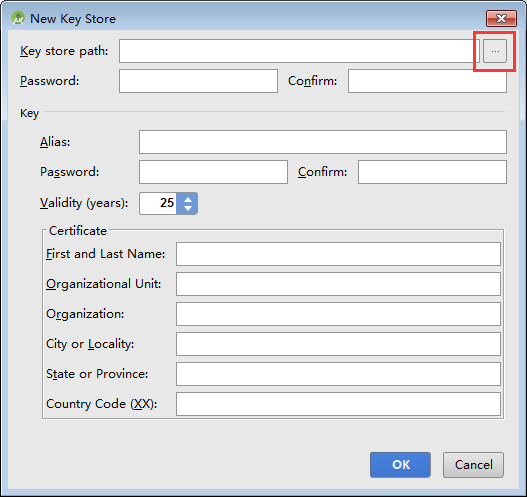 New Key Store
Key store path: ...
Password: Confirm:
Key
Alias:
Password: Confirm:
Validity (years): 25
Certificate
First and Last Name:
Organizational Unit:
Organization:
City or Locality:
State or Province:
Country Code (XX):
OK Cancel